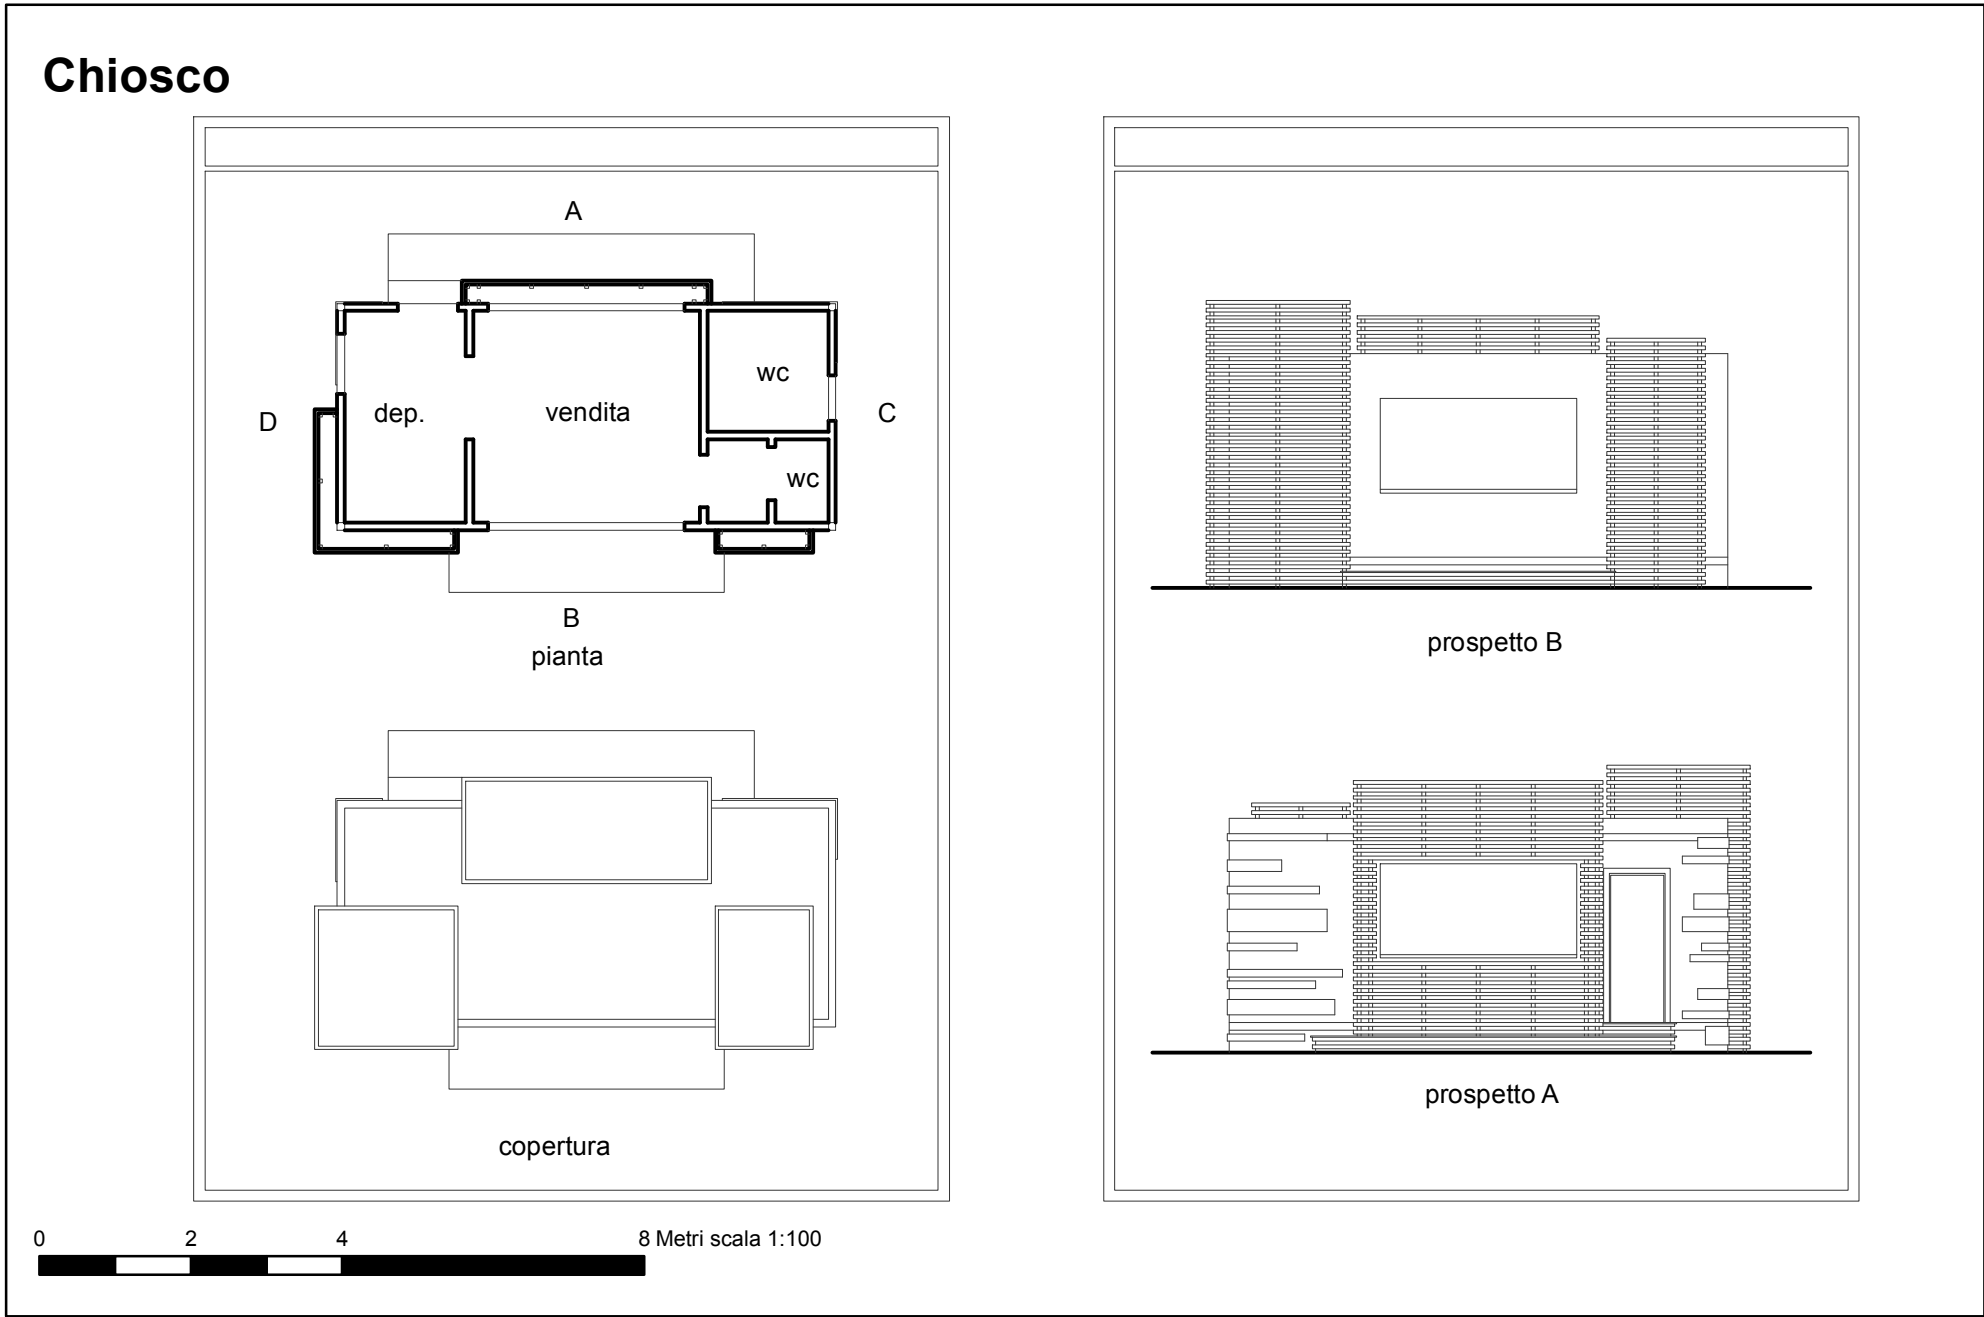 Chiosco
A
wc
D
dep.
vendita
C
wc
B
pianta
copertura
prospetto B
prospetto A
0 2 4 8 Metri scala 1:100